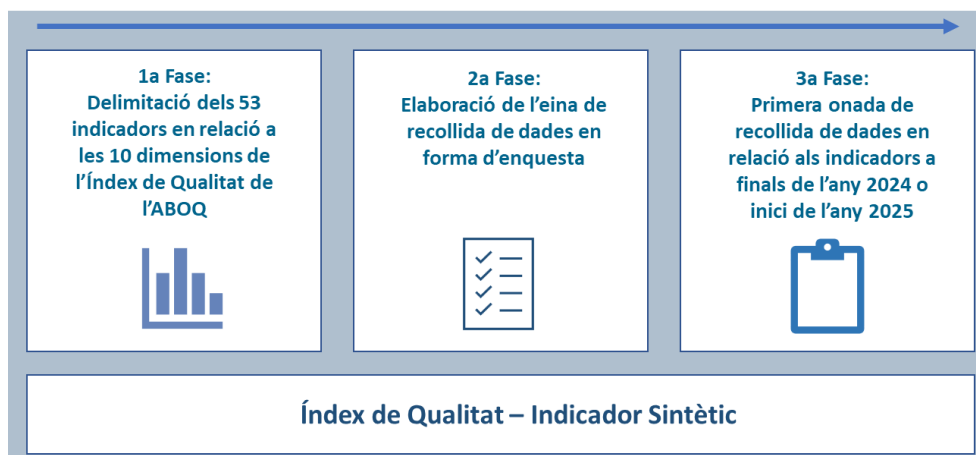 1a Fase:
Delimitació dels 53
indicadors en relació a
les 10 dimensions de
l'Índex de Qualitat de
l'ABOQ
2a Fase:
Elaboració de l'eina de
recollida de dades en
forma d'enquesta
3a Fase:
Primera onada de
recollida de dades en
relació als indicadors a
finals de l'any 2024 o
inici de l'any 2025
Índex de Qualitat – Indicador Sintètic